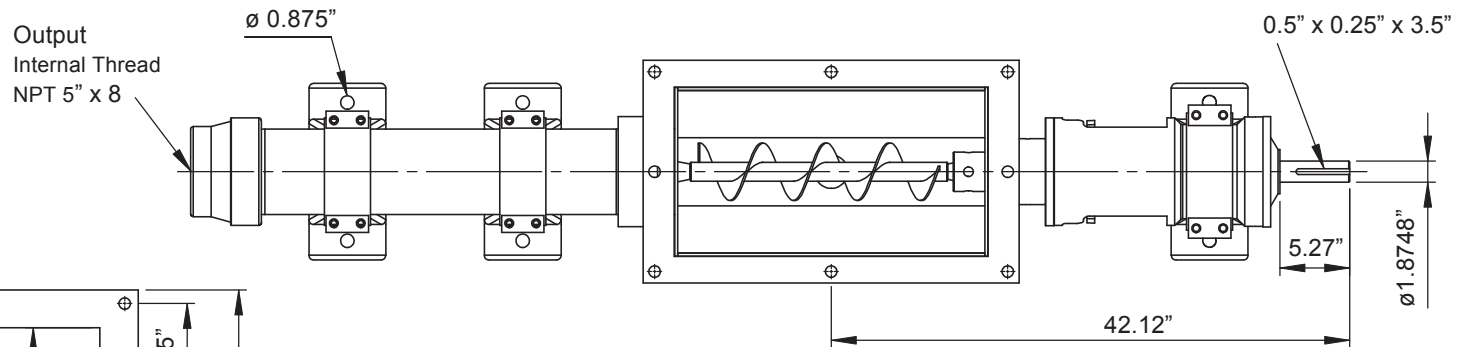 Output
Internal Thread
NPT 5” x 8
ø 0.875”
0.5” x 0.25” x 3.5”
5.27”
ø1.8748”
42.12”
5”